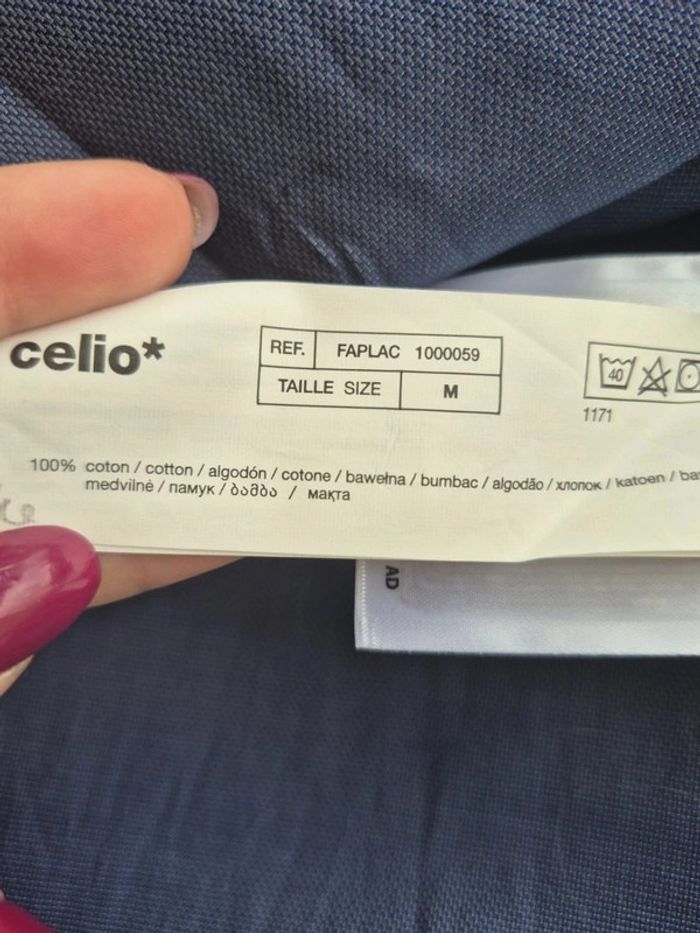 celio*
REF. FAPLAC 1000059
TAILLE SIZE M
40
1171
100% coton / cotton / algodón / cotone / bawełna / bumbac / algodão / хлопок / katoen /
medvilnė / памук / ბამბა / мақта
AD